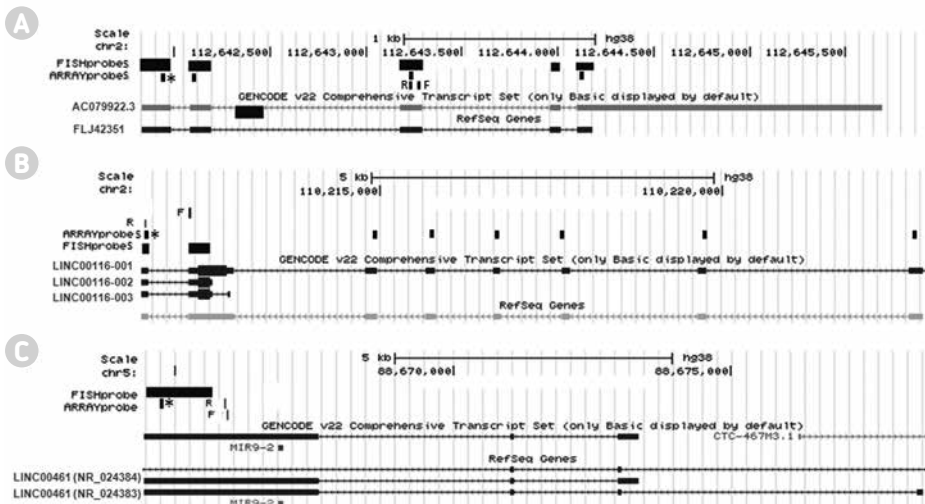 A
Scale
1 kb hg38
chr2:
112,642,500 112,643,000 112,643,500 112,644,000 112,644,500 112,645,000 112,645,500
FISHprobeS
ARRAYprobeS *
R F
GENCODE v22 Comprehensive Transcript Set (only Basic displayed by default)
AC079922.3
RefSeq Genes
FLJ42351
B
Scale
5 kb hg38
chr2:
110,215,000 110,220,000
F
R
ARRAYprobeS *
FISHprobeS
GENCODE v22 Comprehensive Transcript Set (only Basic displayed by default)
LINC00116-001
LINC00116-002
LINC00116-003
RefSeq Genes
C
Scale
5 kb hg38
chr5:
88,670,000 88,675,000
FISHprobe
ARRAYprobe * R
F
GENCODE v22 Comprehensive Transcript Set (only Basic displayed by default)
CTC-467M3.1
MIR9-2
RefSeq Genes
LINC00461 (NR_024384)
LINC00461 (NR_024383)
MIR9-2